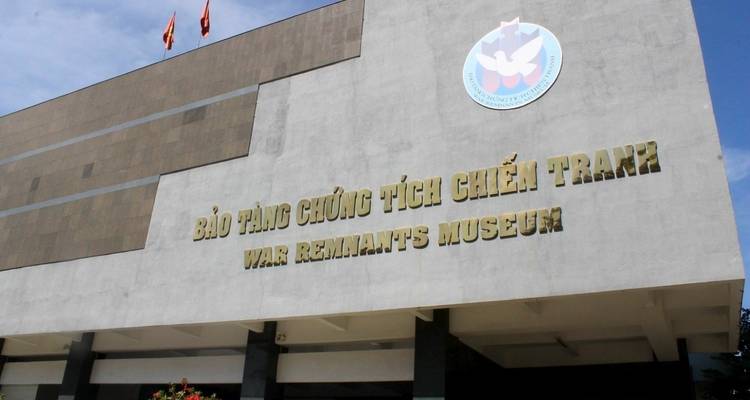 BẢO TÀNG CHỨNG TÍCH CHIẾN TRANH
WAR REMNANTS MUSEUM